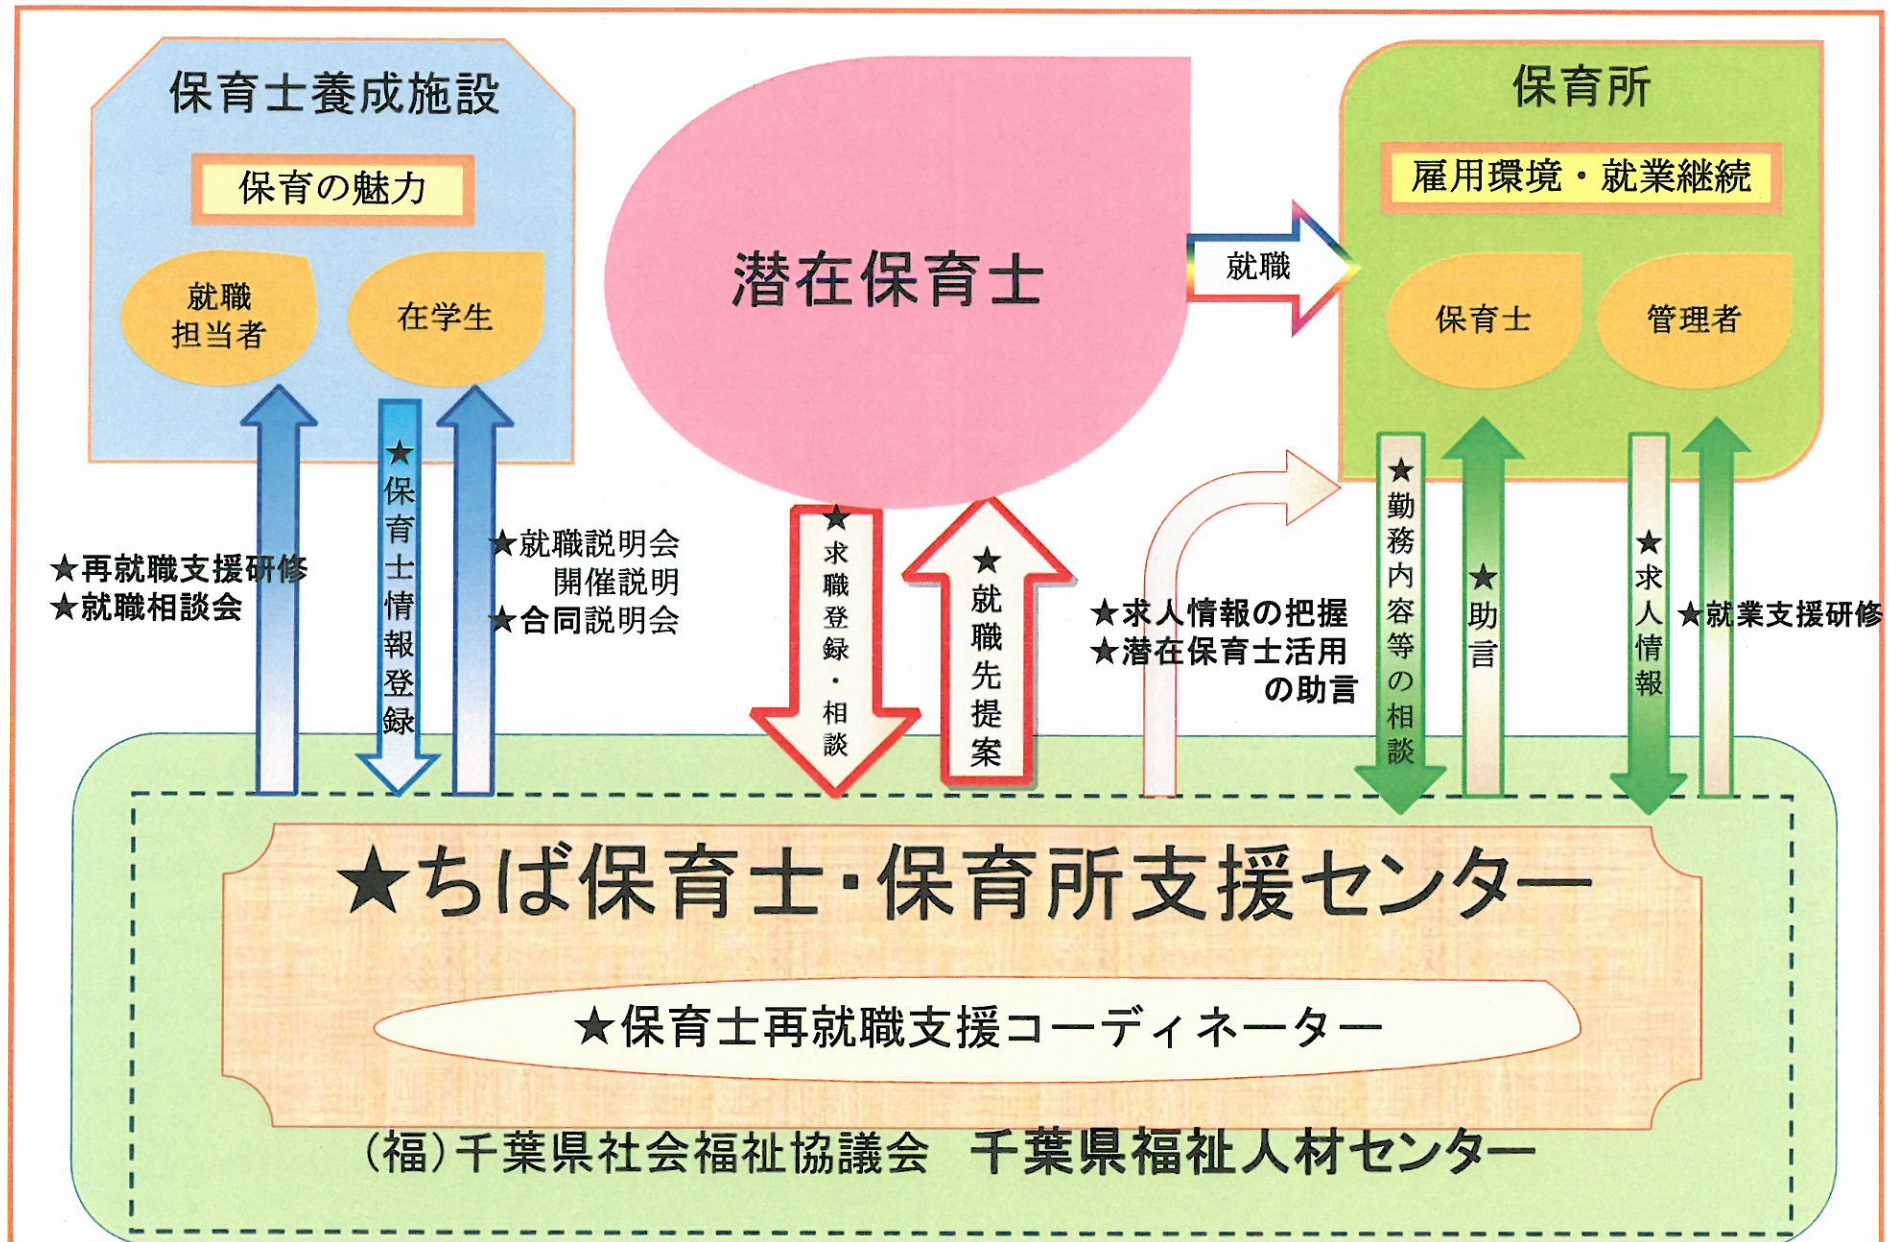 保育士養成施設
保育の魅力
就職
担当者
在学生
潜在保育士
就職
保育所
雇用環境・就業継続
保育士
管理者
★再就職支援研修
★就職相談会
★保育士情報登録
★就職説明会
開催説明
★合同説明会
★求職登録・相談
★就職先提案
★求人情報の把握
★潜在保育士活用
の助言
★勤務内容等の相談
★助言
★求人情報
★就業支援研修
★ちば保育士・保育所支援センター
★保育士再就職支援コーディネーター
(福)千葉県社会福祉協議会　千葉県福祉人材センター